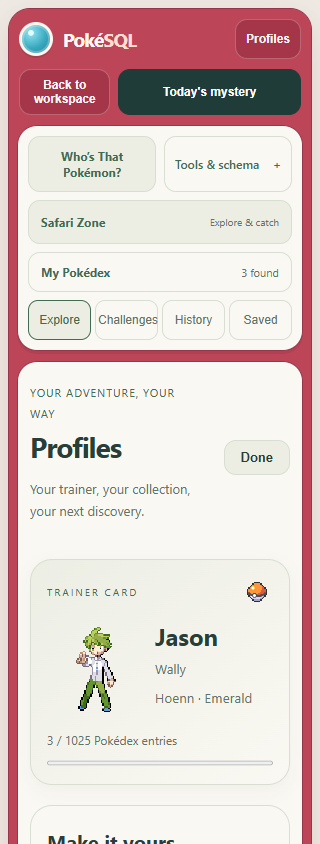 PokéSQL
Profiles
Back to
workspace
Today's mystery
Who's That
Pokémon?
Tools & schema +
Safari Zone
Explore & catch
My Pokédex
3 found
Explore
Challenges
History
Saved
YOUR ADVENTURE, YOUR
WAY
Profiles
Done
Your trainer, your collection,
your next discovery.
TRAINER CARD
Jason
Wally
Hoenn · Emerald
3 / 1025 Pokédex entries
Make it yours